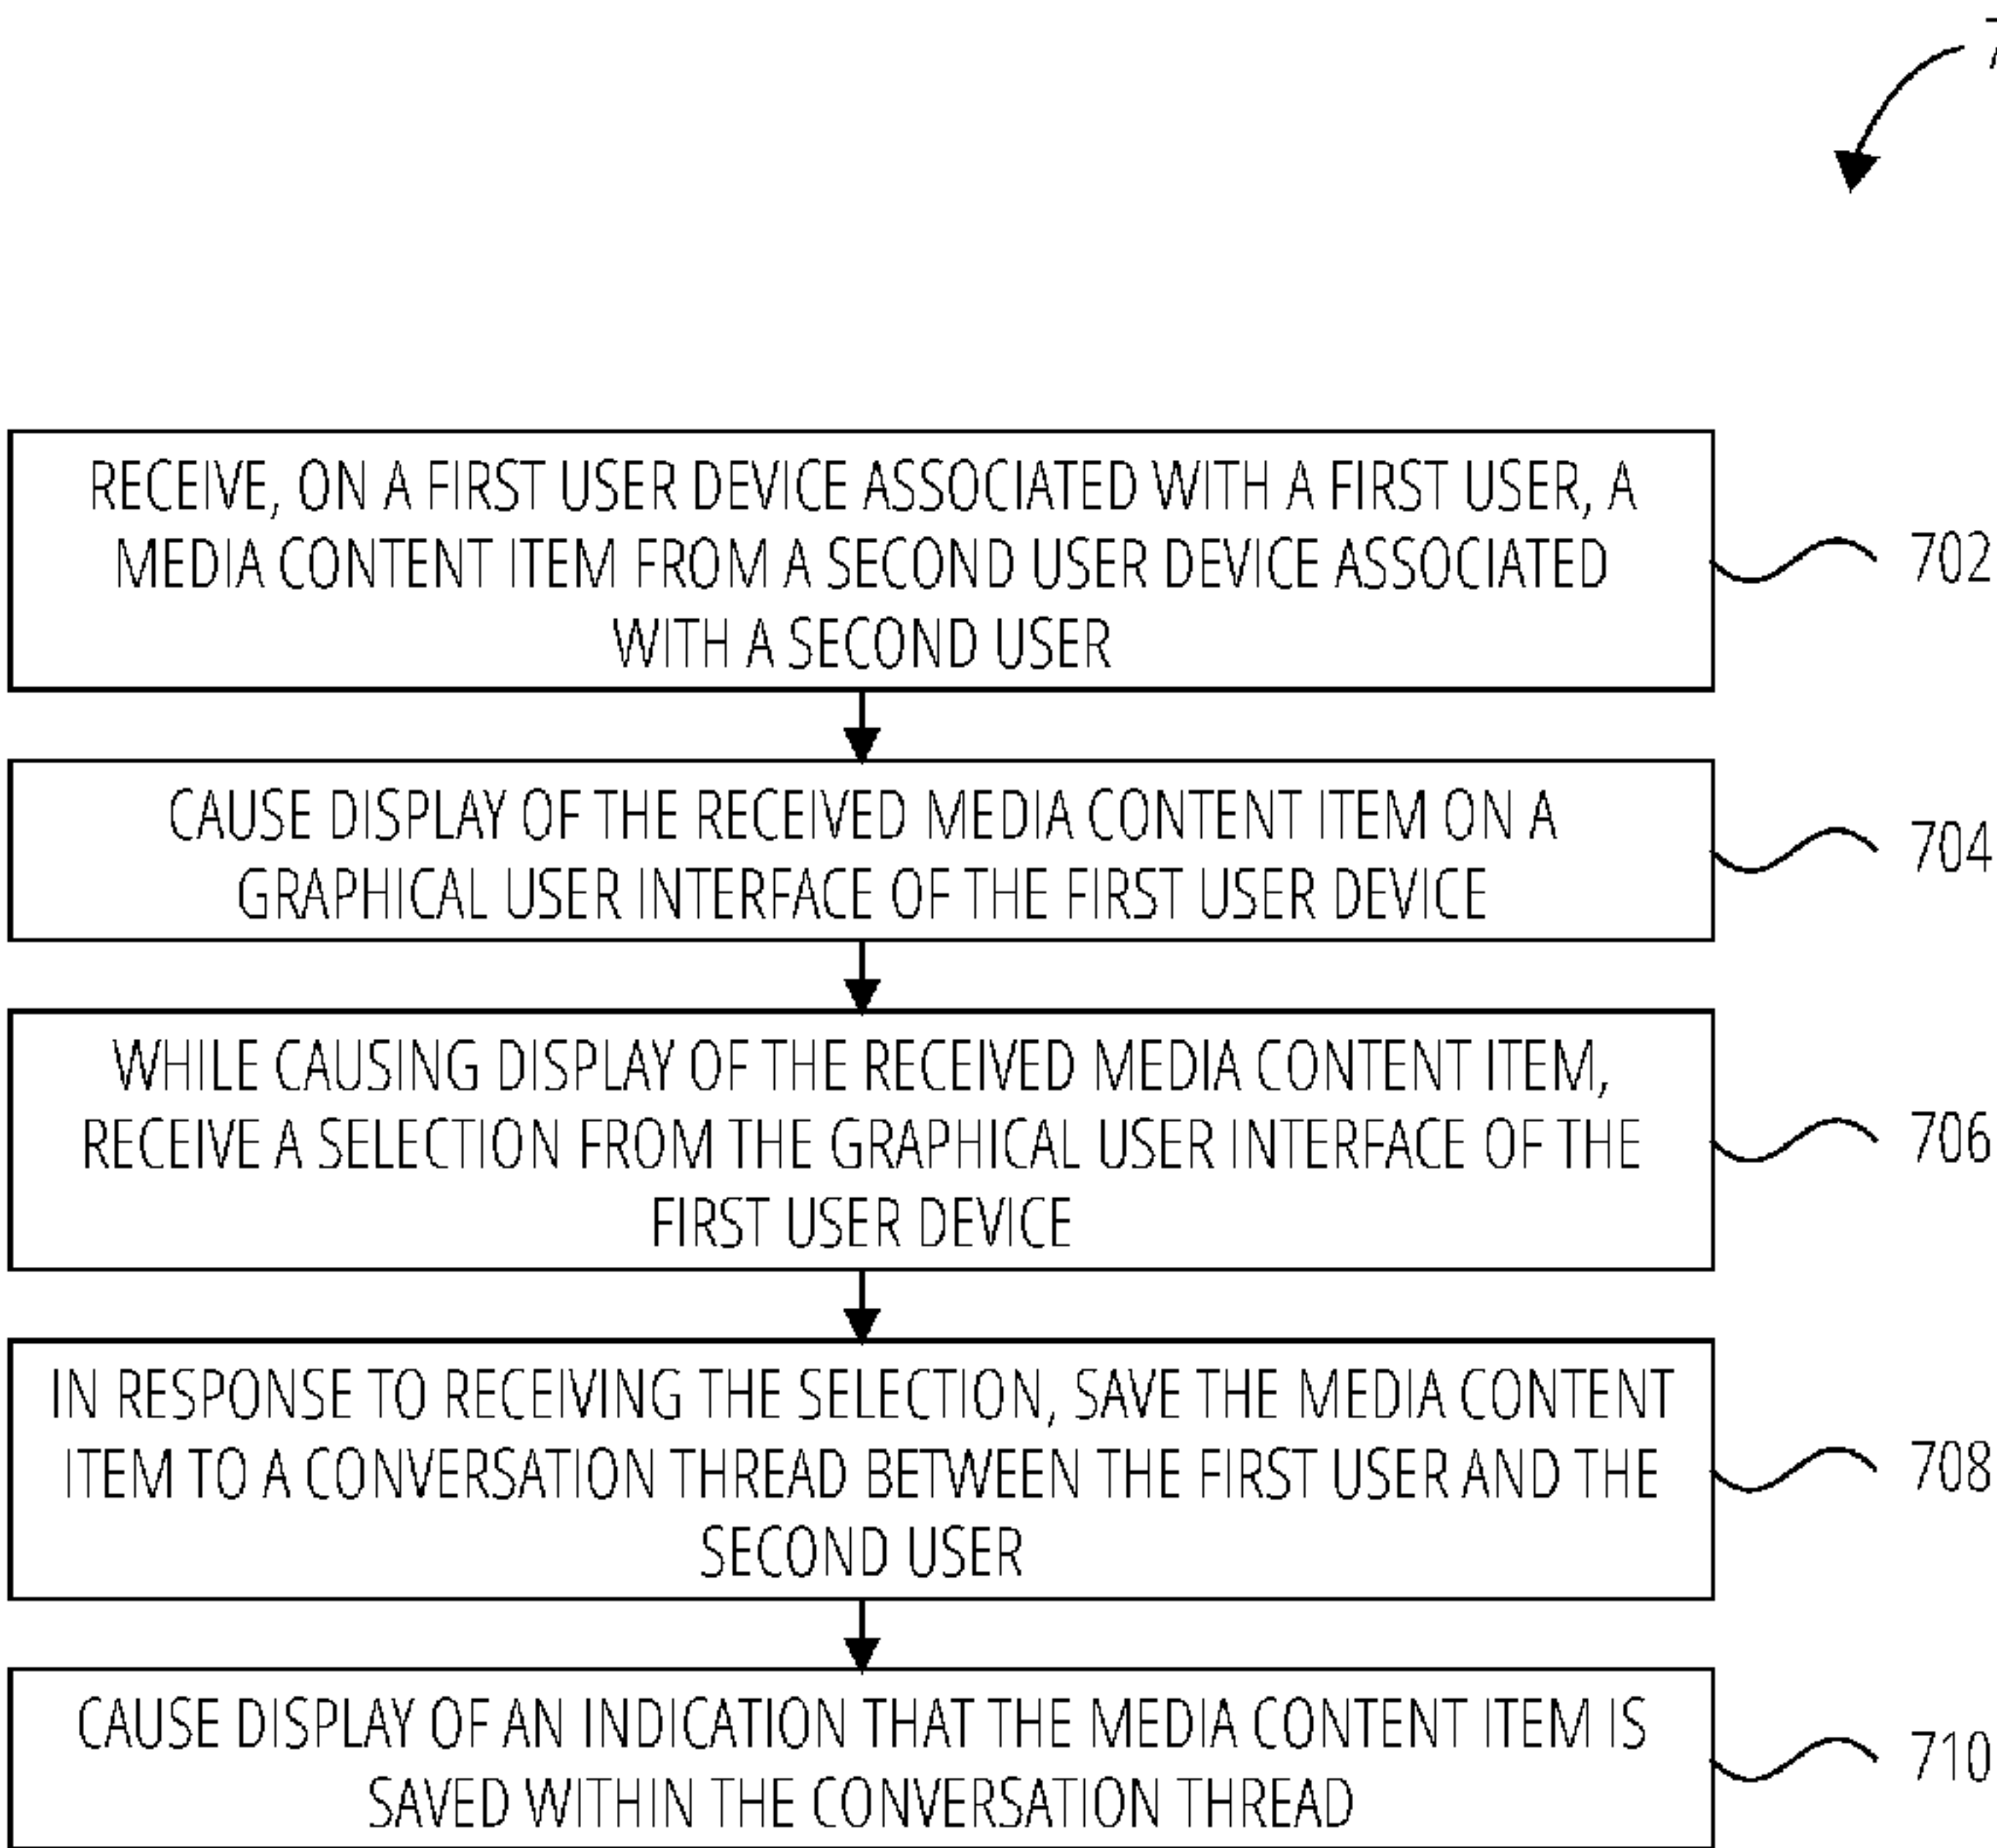 RECEIVE, ON A FIRST USER DEVICE ASSOCIATED WITH A FIRST USER, A
MEDIA CONTENT ITEM FROM A SECOND USER DEVICE ASSOCIATED
WITH A SECOND USER
702
CAUSE DISPLAY OF THE RECEIVED MEDIA CONTENT ITEM ON A
GRAPHICAL USER INTERFACE OF THE FIRST USER DEVICE
704
WHILE CAUSING DISPLAY OF THE RECEIVED MEDIA CONTENT ITEM,
RECEIVE A SELECTION FROM THE GRAPHICAL USER INTERFACE OF THE
FIRST USER DEVICE
706
IN RESPONSE TO RECEIVING THE SELECTION, SAVE THE MEDIA CONTENT
ITEM TO A CONVERSATION THREAD BETWEEN THE FIRST USER AND THE
SECOND USER
708
CAUSE DISPLAY OF AN INDICATION THAT THE MEDIA CONTENT ITEM IS
SAVED WITHIN THE CONVERSATION THREAD
710